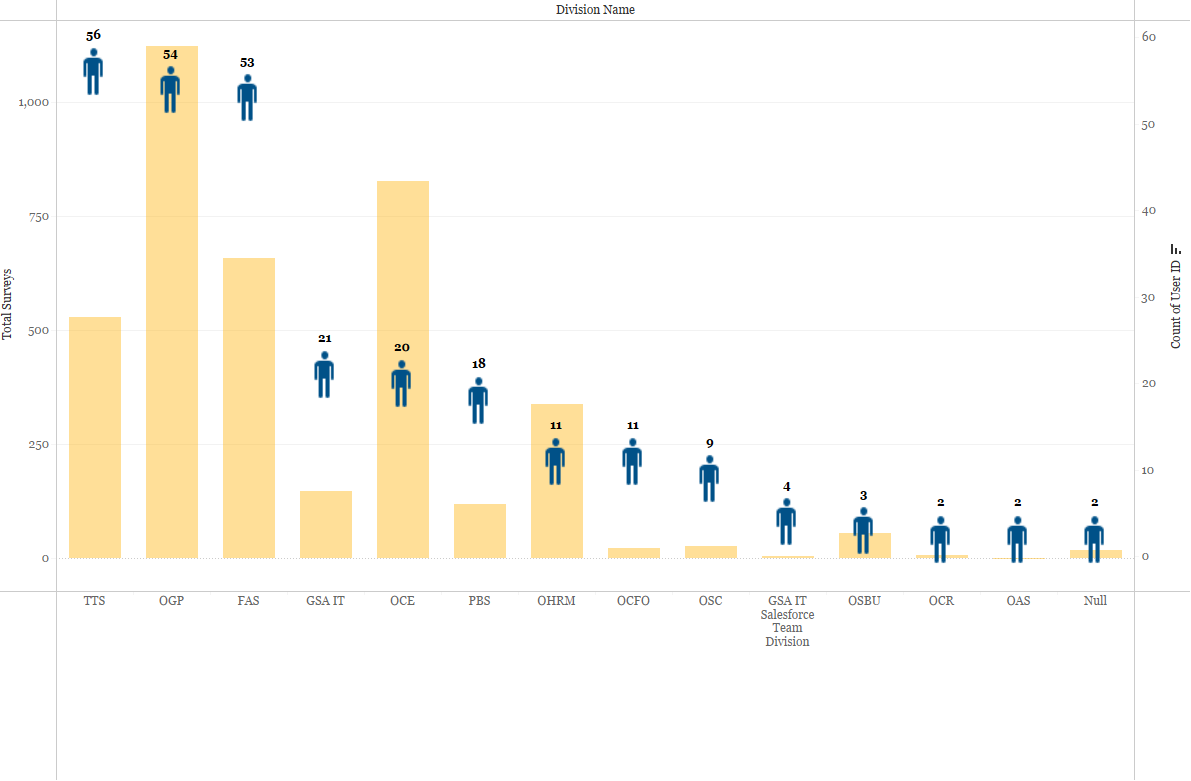 Division Name
56
54
53
21
20
18
11
11
9
4
3
2
2
2
1,000
750
500
250
0
Total Surveys
60
50
40
30
20
10
0
Count of User ID
TTS
OGP
FAS
GSA IT
OCE
PBS
OHRM
OCFO
OSC
GSA IT
Salesforce
Team
Division
OSBU
OCR
OAS
Null